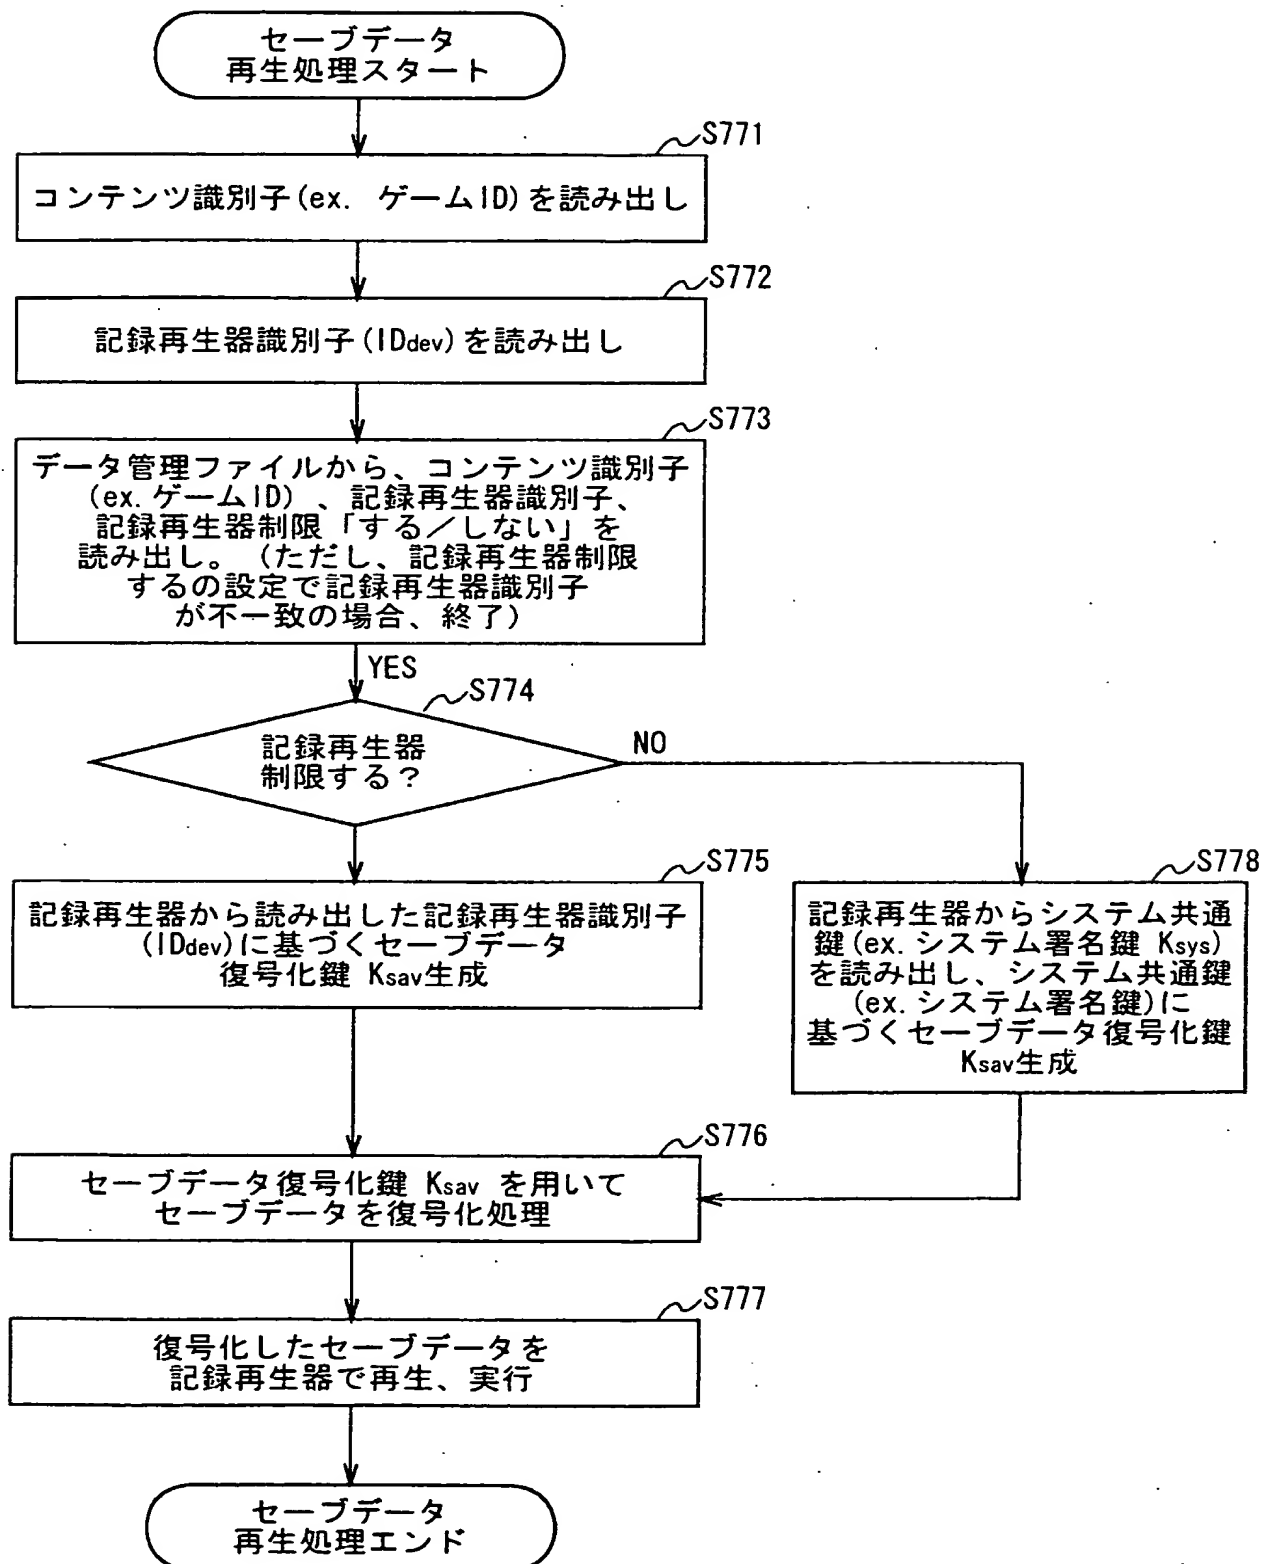 セーブデータ
再生処理スタート
S771
コンテンツ識別子(ex. ゲームID)を読み出し
S772
記録再生器識別子(IDdev)を読み出し
S773
データ管理ファイルから、コンテンツ識別子
(ex.ゲームID)、記録再生器識別子、
記録再生器制限「する／しない」を
読み出し。（ただし、記録再生器制限
するの設定で記録再生器識別子
が不一致の場合、終了）
YES
S774
記録再生器
制限する？
NO
S775
記録再生器から読み出した記録再生器識別子
(IDdev)に基づくセーブデータ
復号化鍵 Ksav生成
S778
記録再生器からシステム共通
鍵(ex.システム署名鍵 Ksys)
を読み出し、システム共通鍵
(ex.システム署名鍵)に
基づくセーブデータ復号化鍵
Ksav生成
S776
セーブデータ復号化鍵 Ksav を用いて
セーブデータを復号化処理
S777
復号化したセーブデータを
記録再生器で再生、実行
セーブデータ
再生処理エンド